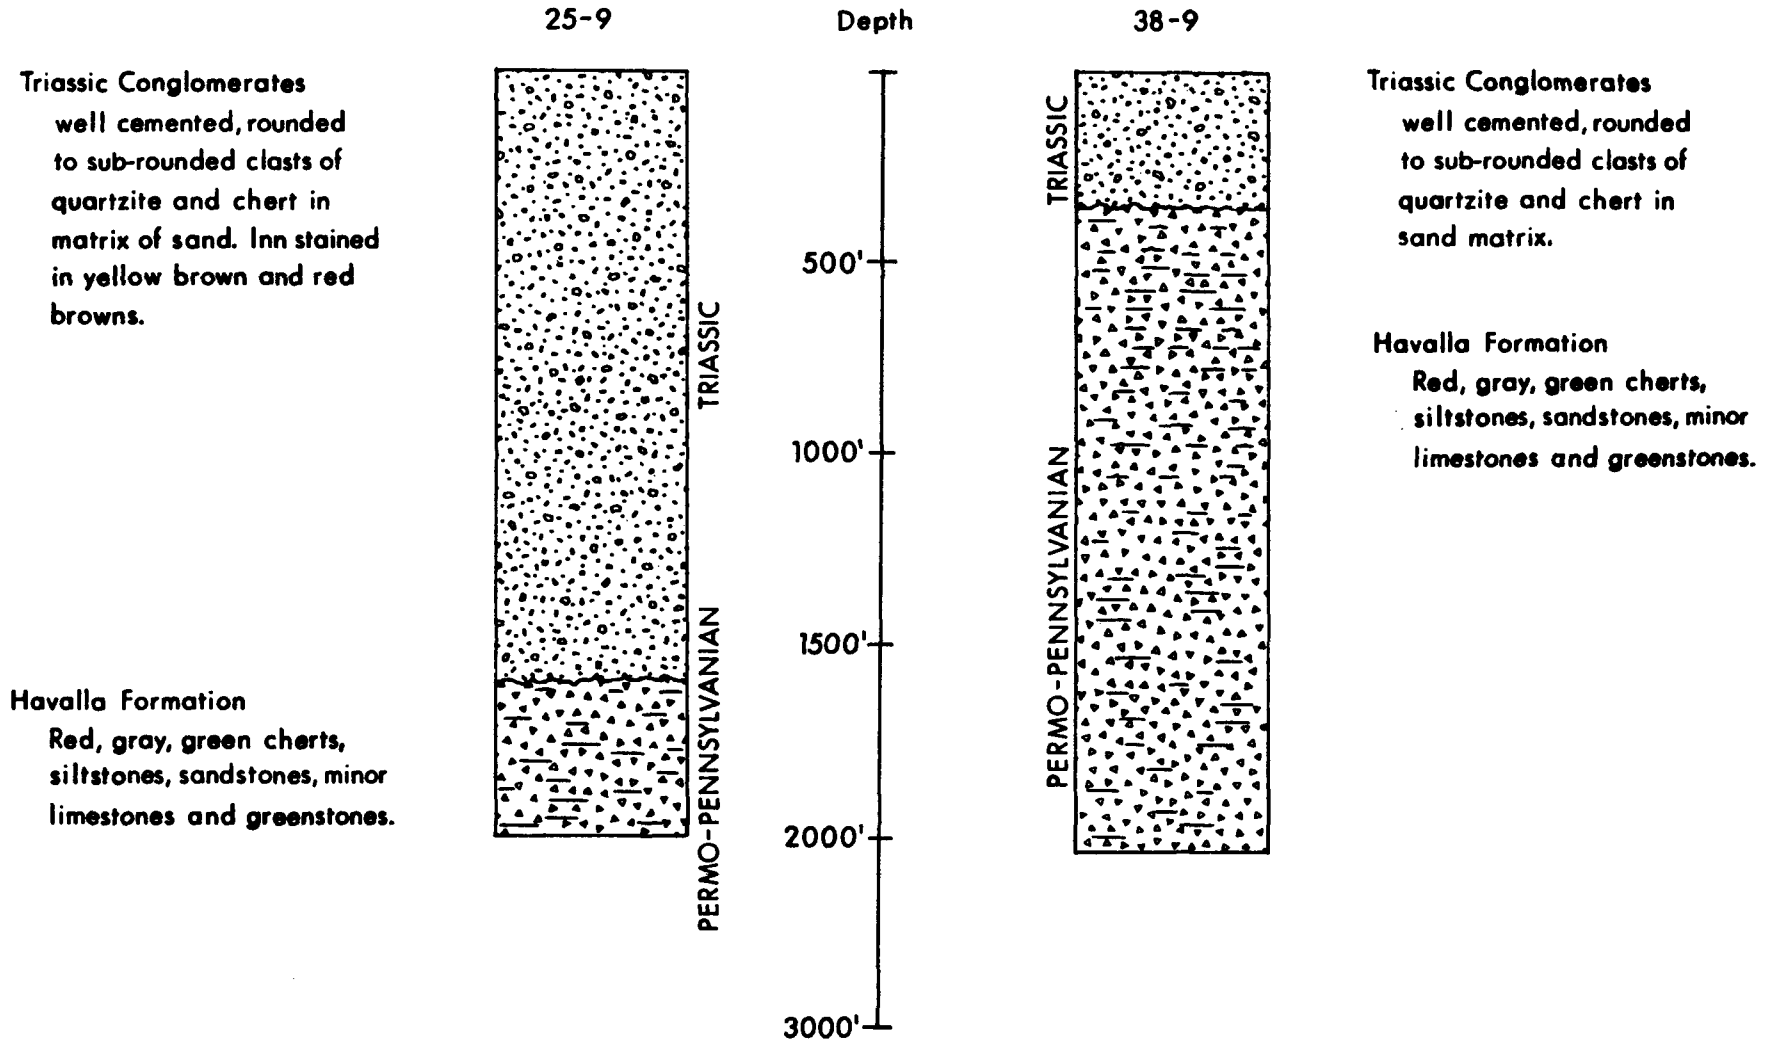 25-9
Depth
38-9
Triassic Conglomerates
well cemented, rounded
to sub-rounded clasts of
quartzite and chert in
matrix of sand. Inn stained
in yellow brown and red
browns.
Havalla Formation
Red, gray, green cherts,
siltstones, sandstones, minor
limestones and greenstones.
TRIASSIC
PERMO-PENNSYLVANIAN
500'
1000'
1500'
2000'
3000'
TRIASSIC
PERMO-PENNSYLVANIAN
Triassic Conglomerates
well cemented, rounded
to sub-rounded clasts of
quartzite and chert in
sand matrix.
Havalla Formation
Red, gray, green cherts,
siltstones, sandstones, minor
limestones and greenstones.